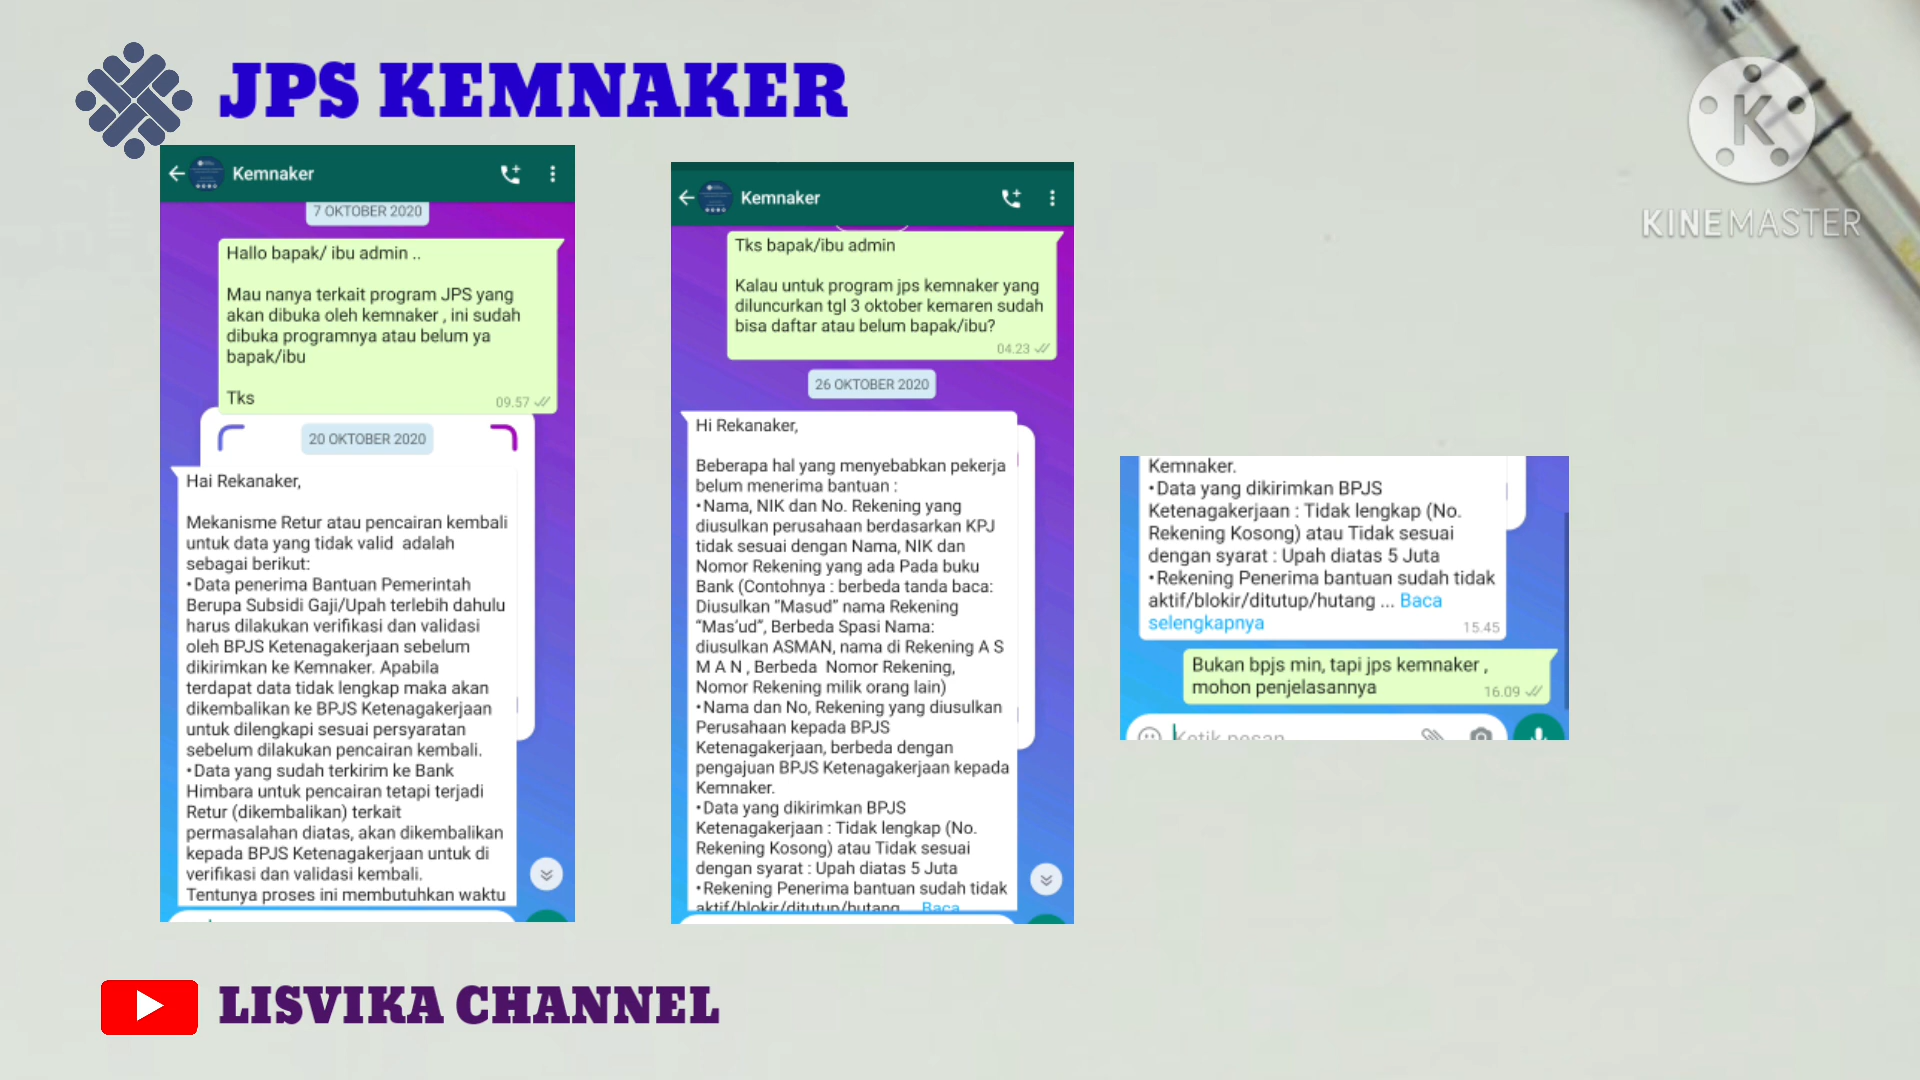 JPS KEMNAKER
KINEMASTER
Kemnaker
7 OKTOBER 2020
Hallo bapak/ ibu admin ..
Mau nanya terkait program JPS yang
akan dibuka oleh kemnaker , ini sudah
dibuka programnya atau belum ya
bapak/ibu
Tks
09.57
20 OKTOBER 2020
Hai Rekanaker,
Mekanisme Retur atau pencairan kembali
untuk data yang tidak valid adalah
sebagai berikut:
•Data penerima Bantuan Pemerintah
Berupa Subsidi Gaji/Upah terlebih dahulu
harus dilakukan verifikasi dan validasi
oleh BPJS Ketenagakerjaan sebelum
dikirimkan ke Kemnaker. Apabila
terdapat data tidak lengkap maka akan
dikembalikan ke BPJS Ketenagakerjaan
untuk dilengkapi sesuai persyaratan
sebelum dilakukan pencairan kembali.
•Data yang sudah terkirim ke Bank
Himbara untuk pencairan tetapi terjadi
Retur (dikembalikan) terkait
permasalahan diatas, akan dikembalikan
kepada BPJS Ketenagakerjaan untuk di
verifikasi dan validasi kembali.
Tentunya proses ini membutuhkan waktu
Kemnaker
Tks bapak/ibu admin
Kalau untuk program jps kemnaker yang
diluncurkan tgl 3 oktober kemaren sudah
bisa daftar atau belum bapak/ibu?
04.23
26 OKTOBER 2020
Hi Rekanaker,
Beberapa hal yang menyebabkan pekerja
belum menerima bantuan :
•Nama, NIK dan No. Rekening yang
diusulkan perusahaan berdasarkan KPJ
tidak sesuai dengan Nama, NIK dan
Nomor Rekening yang ada Pada buku
Bank (Contohnya : berbeda tanda baca:
Diusulkan “Masud” nama Rekening
“Mas’ud”, Berbeda Spasi Nama:
diusulkan ASMAN, nama di Rekening A S
M A N , Berbeda Nomor Rekening,
Nomor Rekening milik orang lain)
•Nama dan No, Rekening yang diusulkan
Perusahaan kepada BPJS
Ketenagakerjaan, berbeda dengan
pengajuan BPJS Ketenagakerjaan kepada
Kemnaker.
•Data yang dikirimkan BPJS
Ketenagakerjaan : Tidak lengkap (No.
Rekening Kosong) atau Tidak sesuai
dengan syarat : Upah diatas 5 Juta
•Rekening Penerima bantuan sudah tidak
aktif/blokir/ditutup/hutang ... Baca
Kemnaker.
•Data yang dikirimkan BPJS
Ketenagakerjaan : Tidak lengkap (No.
Rekening Kosong) atau Tidak sesuai
dengan syarat : Upah diatas 5 Juta
•Rekening Penerima bantuan sudah tidak
aktif/blokir/ditutup/hutang ... Baca
selengkapnya
15.45
Bukan bpjs min, tapi jps kemnaker ,
mohon penjelasannya
16.09
Ketik pesan
LISVIKA CHANNEL